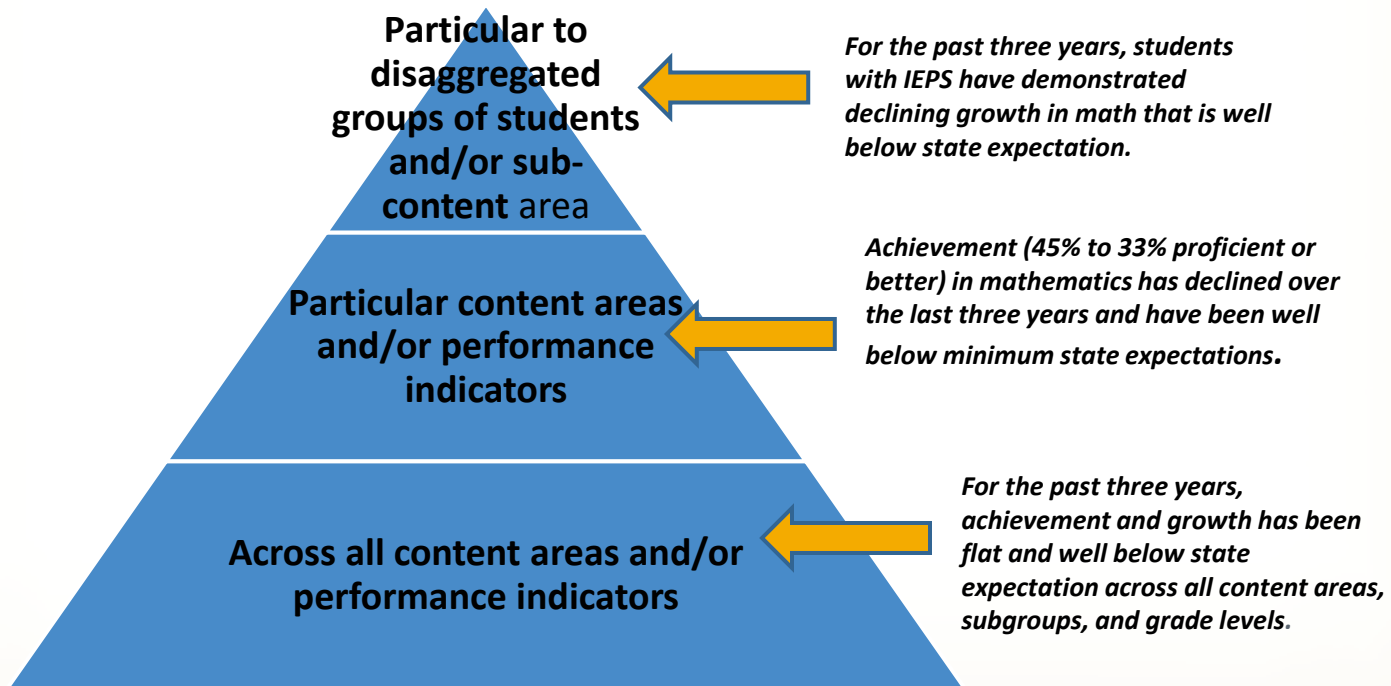 Particular to
disaggregated
groups of students
and/or sub-
content area
For the past three years, students
with IEPS have demonstrated
declining growth in math that is well
below state expectation.
Particular content areas
and/or performance
indicators
Achievement (45% to 33% proficient or
better) in mathematics has declined over
the last three years and have been well
below minimum state expectations.
Across all content areas and/or
performance indicators
For the past three years,
achievement and growth has been
flat and well below state
expectation across all content areas,
subgroups, and grade levels.